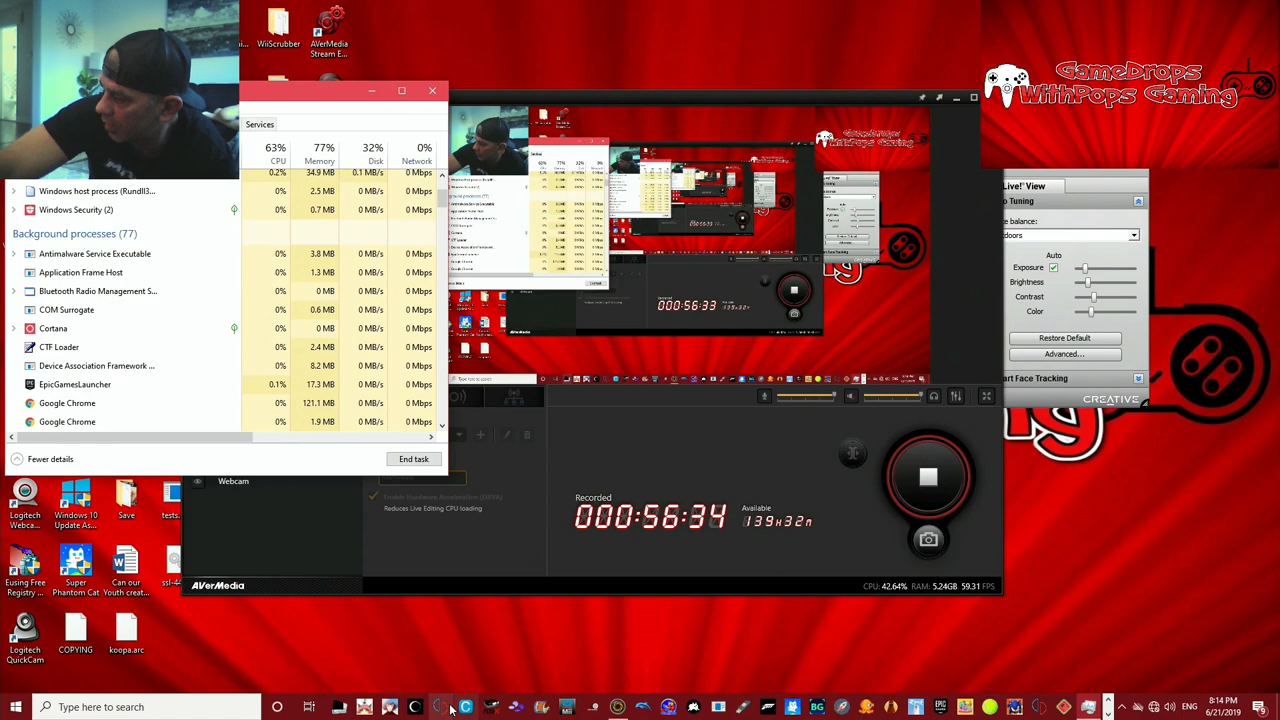 WiiScrubber
AVerMedia
Stream E...
GameDrops
WithPops Gaming
Services
63% 77% 32% 0%
CPU Memory Disk Network
0.2% 34.9 MB 0.1 MB/s 0 Mbps
Windows host process (Rundll3... 0% 2.5 MB 0 MB/s 0 Mbps
Windows Security (2) 0% 0.7 MB 0 MB/s 0 Mbps
Background processes (77)
Antimalware Service Executable 0% 3.8 MB 0 MB/s 0 Mbps
Application Frame Host 0% 1.3 MB 0 MB/s 0 Mbps
Bluetooth Radio Management S... 0% 0 MB 0 MB/s 0 Mbps
COM Surrogate 0% 0.6 MB 0 MB/s 0 Mbps
Cortana 0% 0 MB 0 MB/s 0 Mbps
CTF Loader 0% 2.4 MB 0 MB/s 0 Mbps
Device Association Framework ... 0% 8.2 MB 0 MB/s 0 Mbps
EpicGamesLauncher 0.1% 17.3 MB 0 MB/s 0 Mbps
Google Chrome 0% 121.1 MB 0 MB/s 0 Mbps
Google Chrome 0% 1.9 MB 0 MB/s 0 Mbps
Fewer details
End task
000:56:33
Live!' View
o Tuning
e balance:
doors
Auto
Exposure
Brightness
Contrast
Color
Restore Default
Advanced...
art Face Tracking
CREATIVE
Webcam
Enable Hardware Acceleration (DXVA)
Reduces Live Editing CPU loading
Recorded
000:56:34
Available
139h32m
AVerMedia
CPU: 42.64% RAM: 5.24GB 59.31 FPS
Logitech
Webca...
Windows 10
Update As...
Save
tests.
Eusing Free
Registry ...
Super
Phantom Cat
Can our
Youth creat...
ssl-44
Logitech
QuickCam
COPYING
koopa.arc
Type here to search
8:14 PM
6/21/2019